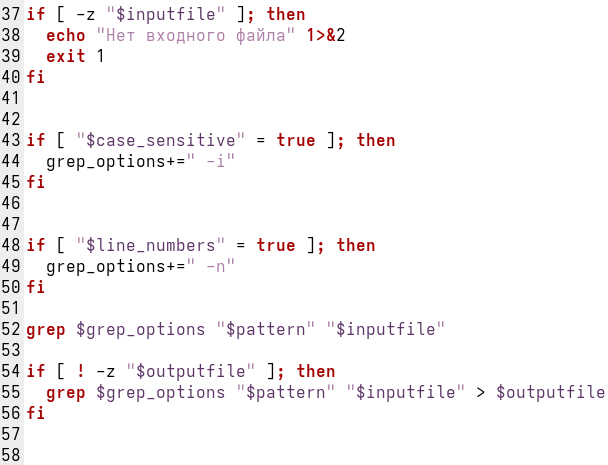 37 if [ -z "$inputfile" ]; then
38   echo "Нет входного файла" 1>&2
39   exit 1
40 fi
41
42
43 if [ "$case_sensitive" = true ]; then
44   grep_options+=" -i"
45 fi
46
47
48 if [ "$line_numbers" = true ]; then
49   grep_options+=" -n"
50 fi
51
52 grep $grep_options "$pattern" "$inputfile"
53
54 if [ ! -z "$outputfile" ]; then
55   grep $grep_options "$pattern" "$inputfile" > $outputfile
56 fi
57
58